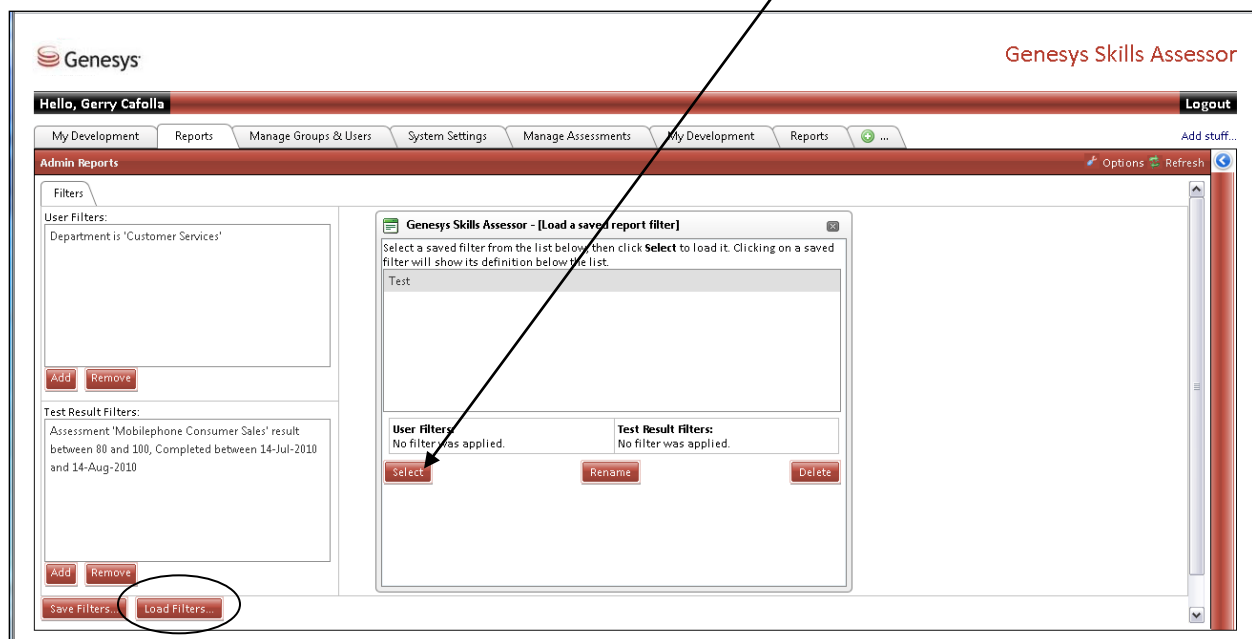 Genesys
Genesys Skills Assessor
Hello, Gerry Cafolla
Logout
My Development
Reports
Manage Groups & Users
System Settings
Manage Assessments
My Development
Reports
...
Add stuff...
Admin Reports
Options
Refresh
Filters
User Filters:
Department is 'Customer Services'
Add
Remove
Test Result Filters:
Assessment 'Mobilephone Consumer Sales' result
between 80 and 100, Completed between 14-Jul-2010
and 14-Aug-2010
Add
Remove
Save Filters...
Load Filters...
Genesys Skills Assessor - [Load a saved report filter]
Select a saved filter from the list below, then click Select to load it. Clicking on a saved
filter will show its definition below the list.
Test
User Filters:
No filter was applied.
Test Result Filters:
No filter was applied.
Select
Rename
Delete